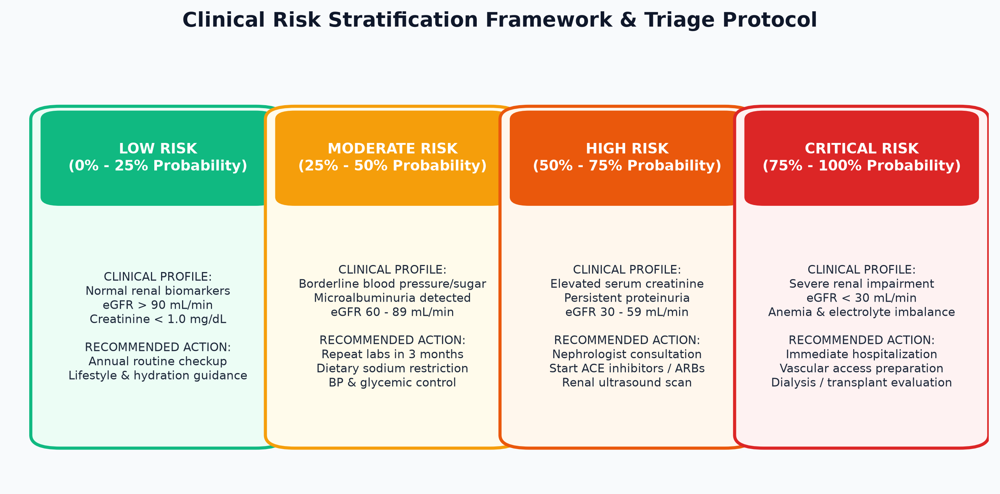 Clinical Risk Stratification Framework & Triage Protocol
LOW RISK
(0% - 25% Probability)
CLINICAL PROFILE:
Normal renal biomarkers
eGFR > 90 mL/min
Creatinine < 1.0 mg/dL
RECOMMENDED ACTION:
Annual routine checkup
Lifestyle & hydration guidance
MODERATE RISK
(25% - 50% Probability)
CLINICAL PROFILE:
Borderline blood pressure/sugar
Microalbuminuria detected
eGFR 60 - 89 mL/min
RECOMMENDED ACTION:
Repeat labs in 3 months
Dietary sodium restriction
BP & glycemic control
HIGH RISK
(50% - 75% Probability)
CLINICAL PROFILE:
Elevated serum creatinine
Persistent proteinuria
eGFR 30 - 59 mL/min
RECOMMENDED ACTION:
Nephrologist consultation
Start ACE inhibitors / ARBs
Renal ultrasound scan
CRITICAL RISK
(75% - 100% Probability)
CLINICAL PROFILE:
Severe renal impairment
eGFR < 30 mL/min
Anemia & electrolyte imbalance
RECOMMENDED ACTION:
Immediate hospitalization
Vascular access preparation
Dialysis / transplant evaluation